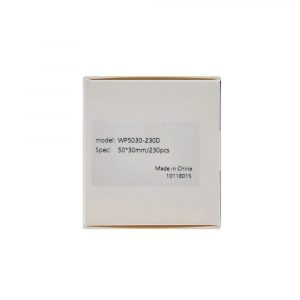 model: WP5030-230D
Spec: 50*30mm/230pcs
Made in China
10118015